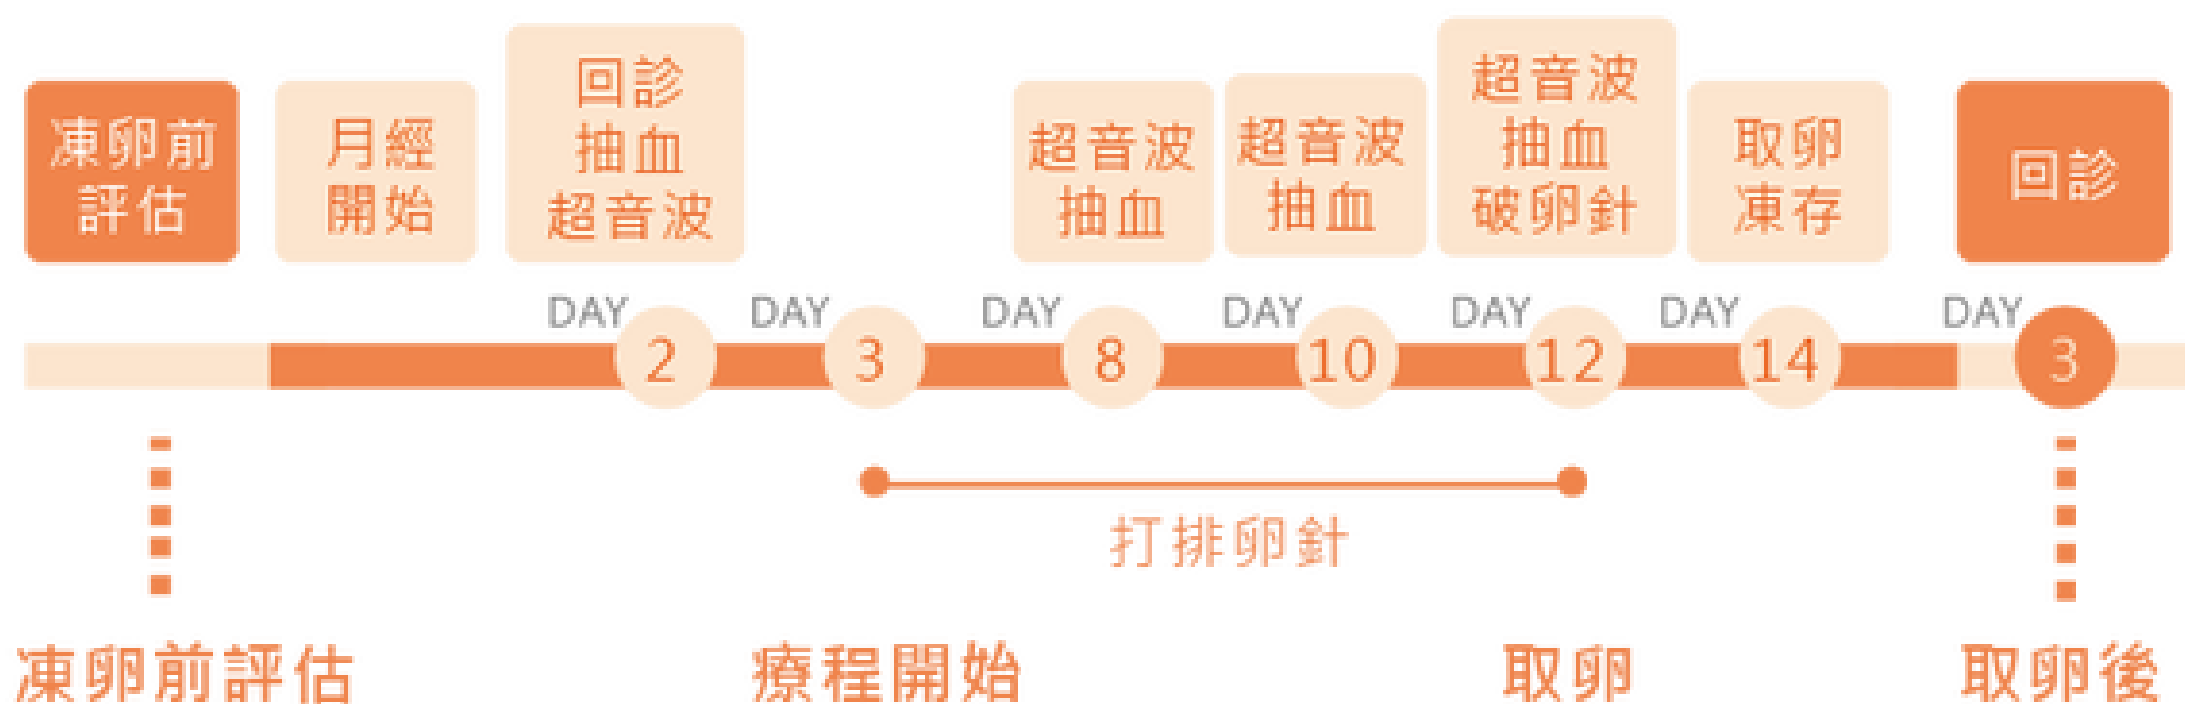 凍卵前
評估
月經
開始
回診
抽血
超音波
超音波
抽血
超音波
抽血
超音波
抽血
破卵針
取卵
凍存
回診
DAY 2
DAY 3
DAY 8
DAY 10
DAY 12
DAY 14
DAY 3
打排卵針
凍卵前評估
療程開始
取卵
取卵後